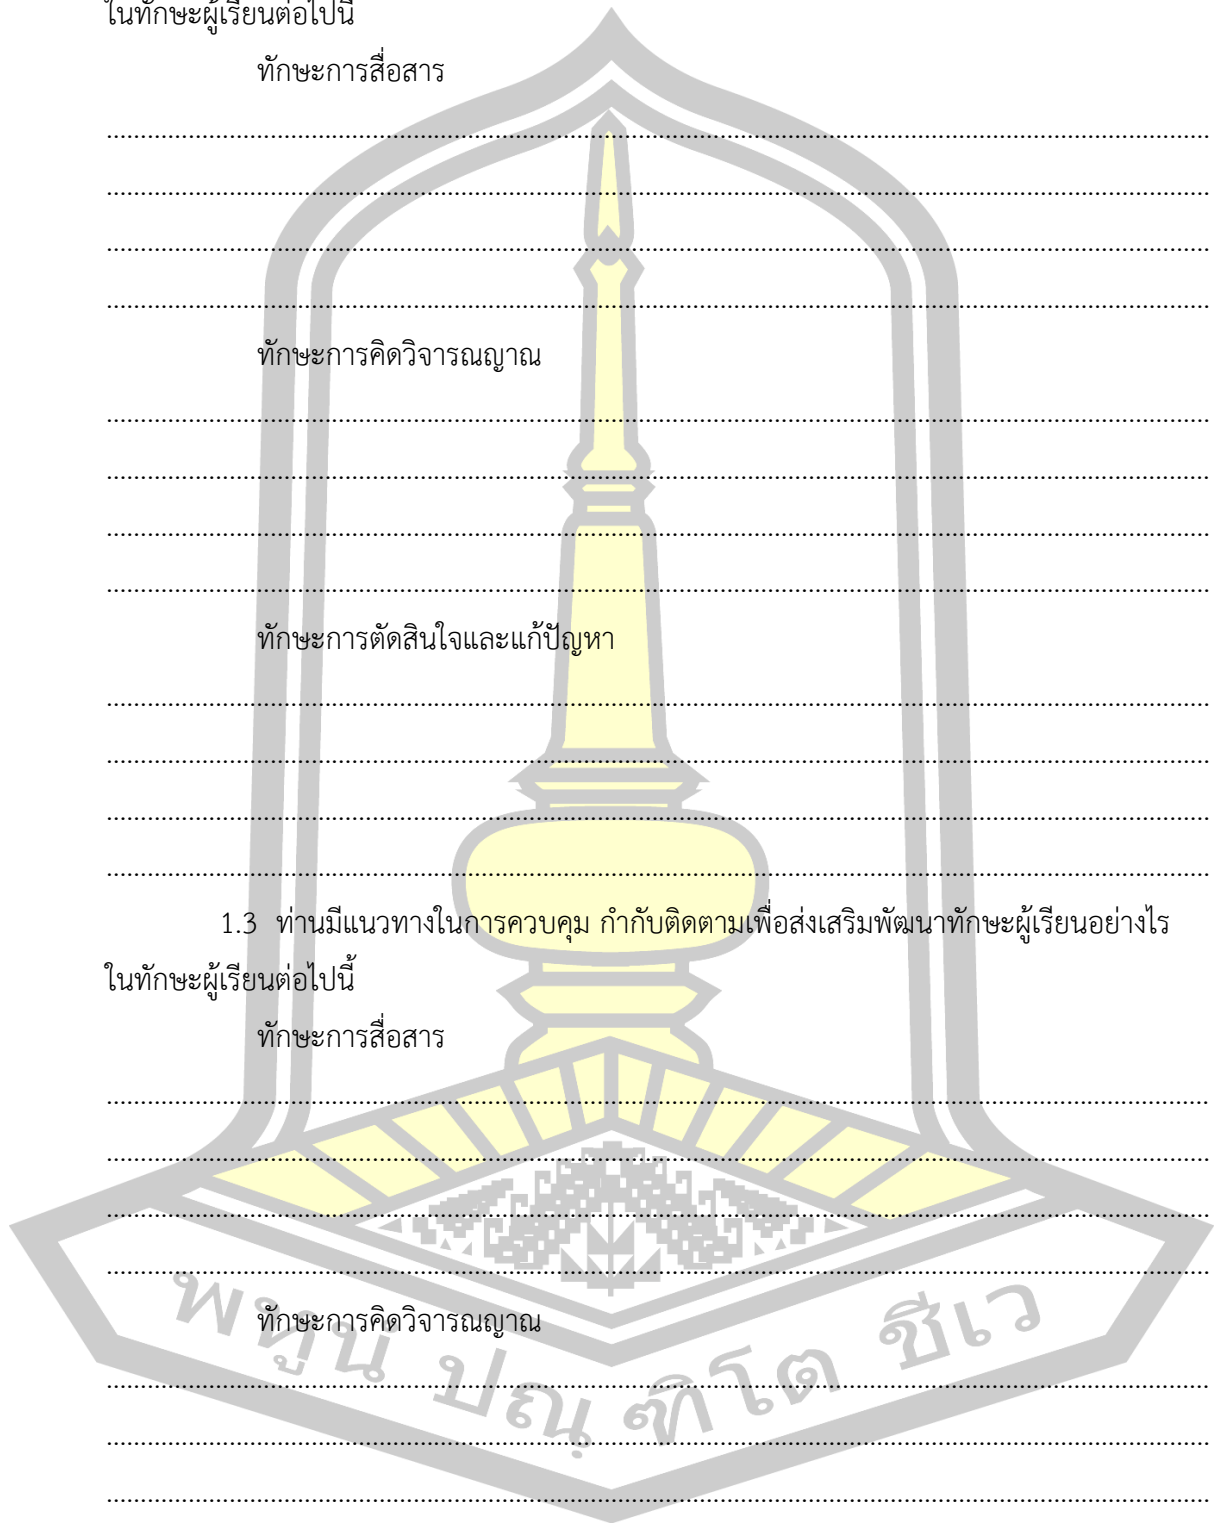 ในทักษะผู้เรียนต่อไปนี้
ทักษะการสื่อสาร
ทักษะการคิดวิจารณญาณ
ทักษะการตัดสินใจและแก้ปัญหา
1.3 ท่านมีแนวทางในการควบคุม กำกับติดตามเพื่อส่งเสริมพัฒนาทักษะผู้เรียนอย่างไร
ในทักษะผู้เรียนต่อไปนี้
ทักษะการสื่อสาร
ทักษะการคิดวิจารณญาณ
พหูนํ ปณฺฑิโต ชีเว